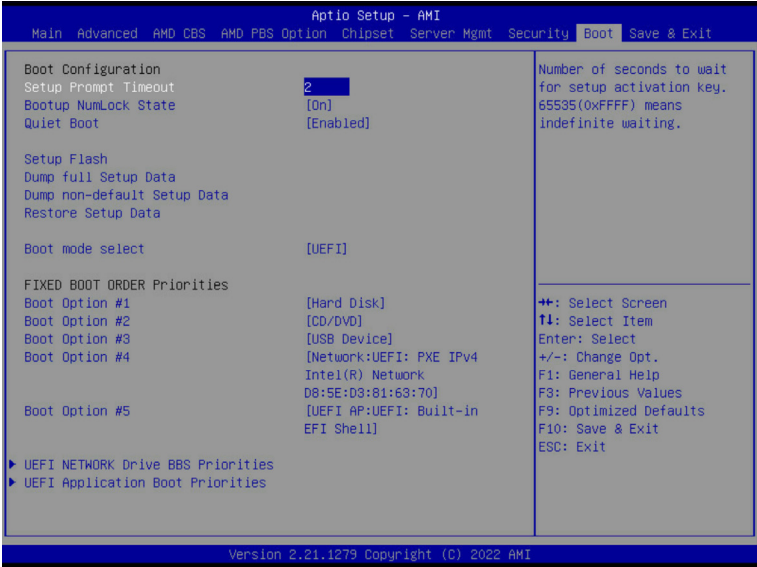 Aptio Setup – AMI
Main Advanced AMD CBS AMD PBS Option Chipset Server Mgmt Security Boot Save & Exit
Boot Configuration
Setup Prompt Timeout 2
Bootup NumLock State [On]
Quiet Boot [Enabled]
Setup Flash
Dump full Setup Data
Dump non-default Setup Data
Restore Setup Data
Boot mode select [UEFI]
FIXED BOOT ORDER Priorities
Boot Option #1 [Hard Disk]
Boot Option #2 [CD/DVD]
Boot Option #3 [USB Device]
Boot Option #4 [Network:UEFI: PXE IPv4
Intel(R) Network
D8:5E:D3:81:63:70]
Boot Option #5 [UEFI AP:UEFI: Built-in
EFI Shell]
UEFI NETWORK Drive BBS Priorities
UEFI Application Boot Priorities
Number of seconds to wait
for setup activation key.
65535(0xFFFF) means
indefinite waiting.
→←: Select Screen
↑↓: Select Item
Enter: Select
+/-: Change Opt.
F1: General Help
F3: Previous Values
F9: Optimized Defaults
F10: Save & Exit
ESC: Exit
Version 2.21.1279 Copyright (C) 2022 AMI